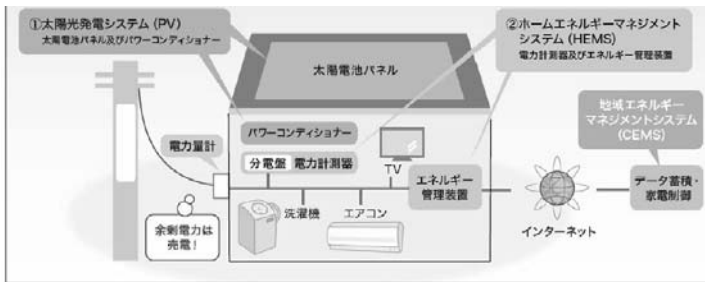 ①太陽光発電システム(PV)
太陽電池パネル及びパワーコンディショナー
②ホームエネルギーマネジメント
システム(HEMS)
電力計測器及びエネルギー管理装置
太陽電池パネル
地域エネルギー
マネジメントシステム
(CEMS)
パワーコンディショナー
電力量計
分電盤 電力計測器
TV
エネルギー
管理装置
データ蓄積・
家電制御
洗濯機
エアコン
インターネット
余剰電力は
売電!